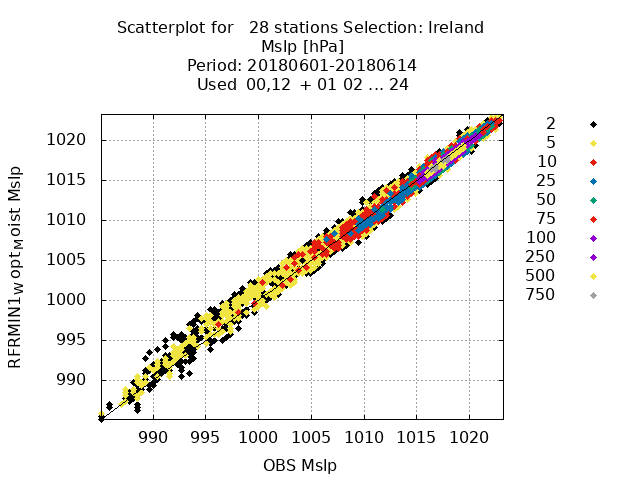 Scatterplot for 28 stations Selection: Ireland
Mslp [hPa]
Period: 20180601-20180614
Used 00,12 + 01 02 ... 24
RFRMIN1W optMoist Mslp
1020
1015
1010
1005
1000
995
990
990 995 1000 1005 1010 1015 1020
OBS Mslp
2
5
10
25
50
75
100
250
500
750